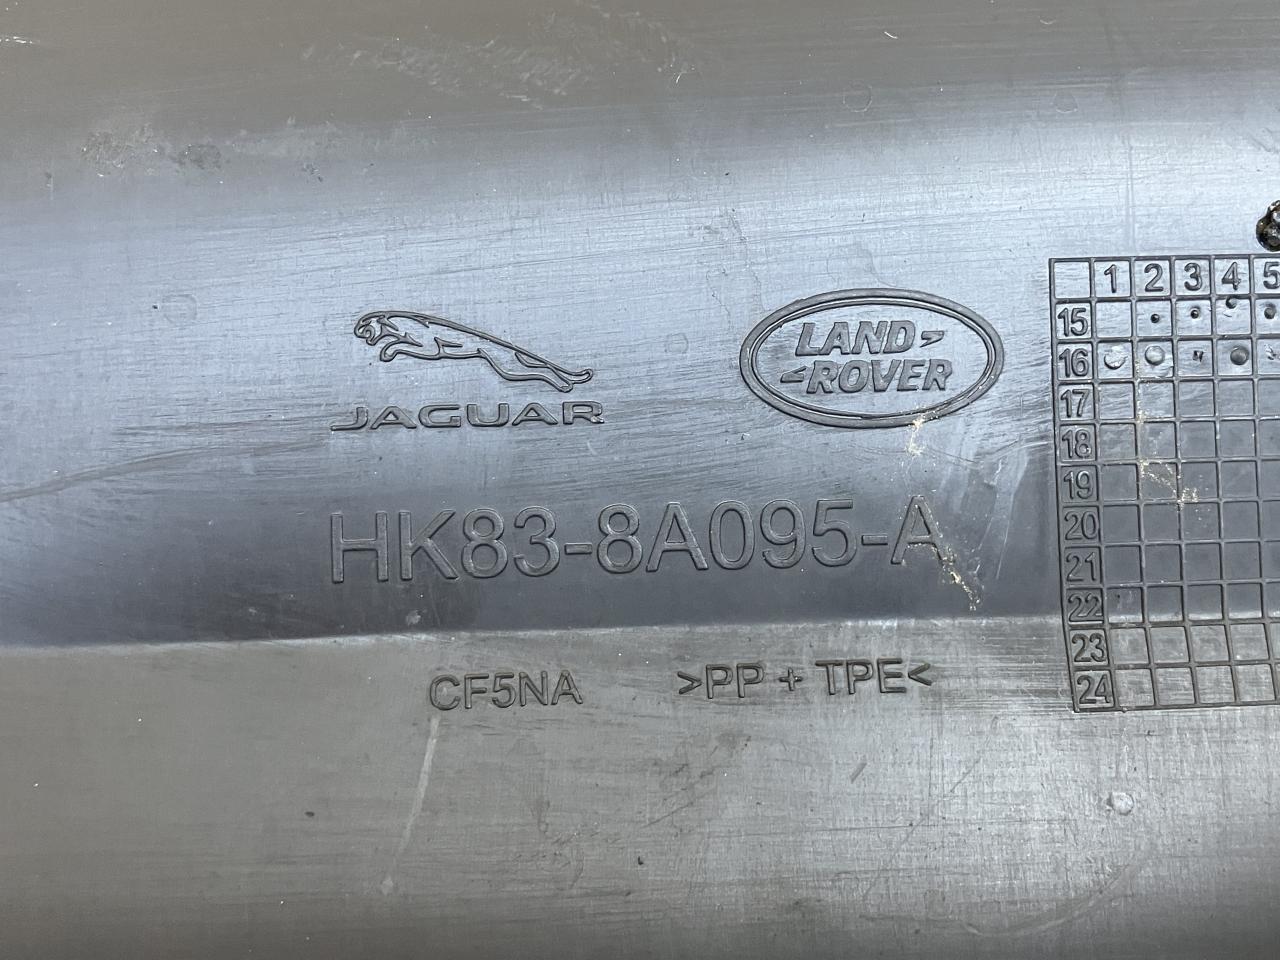 JAGUAR
LAND
ROVER
HK83-8A095-A
CF5NA
>PP + TPE<
1 2 3 4 5
15
16
17
18
19
20
21
22
23
24